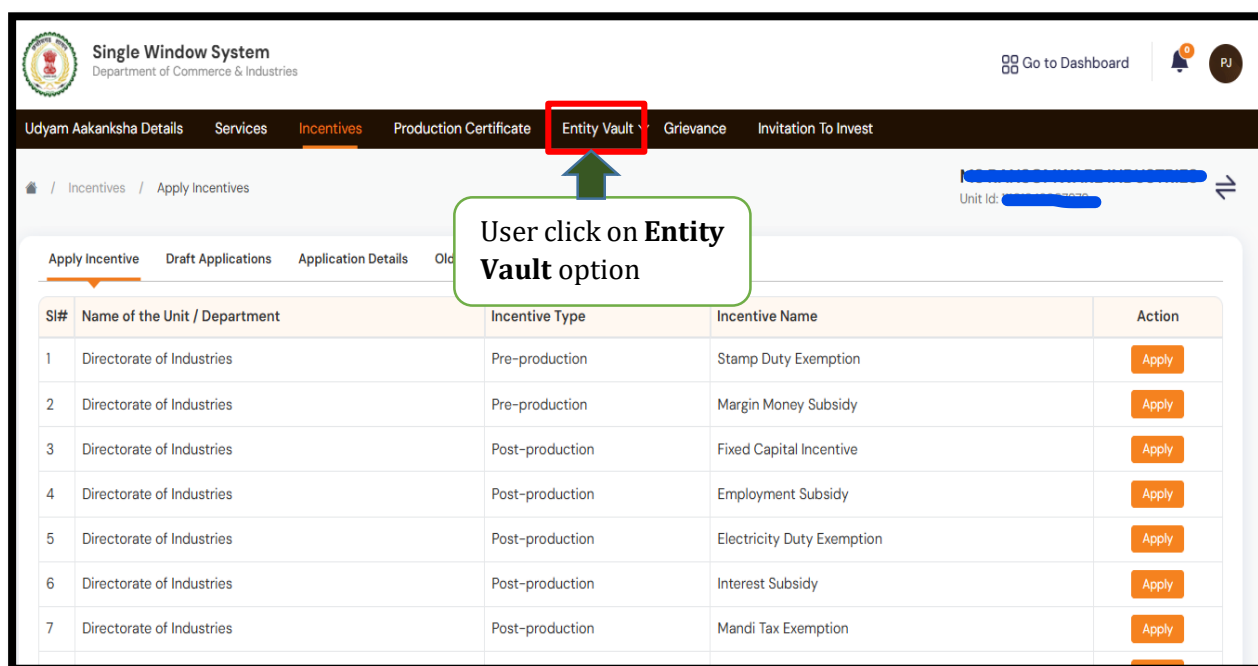 Single Window System
Department of Commerce & Industries
Go to Dashboard
0
PJ
Udyam Aakanksha Details Services Incentives Production Certificate Entity Vault Grievance Invitation To Invest
/ Incentives / Apply Incentives
Unit Id:
User click on Entity
Vault option
Apply Incentive Draft Applications Application Details Old
Sl# Name of the Unit / Department Incentive Type Incentive Name Action
1 Directorate of Industries Pre-production Stamp Duty Exemption Apply
2 Directorate of Industries Pre-production Margin Money Subsidy Apply
3 Directorate of Industries Post-production Fixed Capital Incentive Apply
4 Directorate of Industries Post-production Employment Subsidy Apply
5 Directorate of Industries Post-production Electricity Duty Exemption Apply
6 Directorate of Industries Post-production Interest Subsidy Apply
7 Directorate of Industries Post-production Mandi Tax Exemption Apply